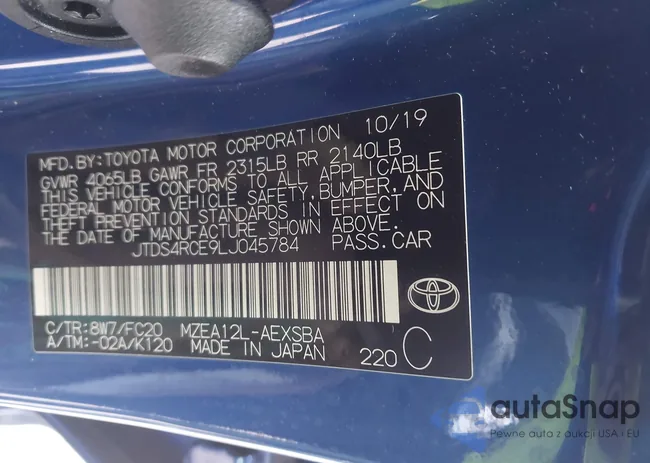 MFD. BY: TOYOTA MOTOR CORPORATION 10/19
GVWR 4065LB GAWR FR 2315LB RR 2140LB
THIS VEHICLE CONFORMS TO ALL APPLICABLE
FEDERAL MOTOR VEHICLE SAFETY, BUMPER, AND
THEFT PREVENTION STANDARDS IN EFFECT ON
THE DATE OF MANUFACTURE SHOWN ABOVE.
JTDS4RCE9LJ045784 PASS. CAR
C/TR: 8W7/FC20 MZEA12L-AEXSBA
A/TM: -02A/K120 MADE IN JAPAN 220 C
autaSnap
Pewne auta z aukcji USA i EU